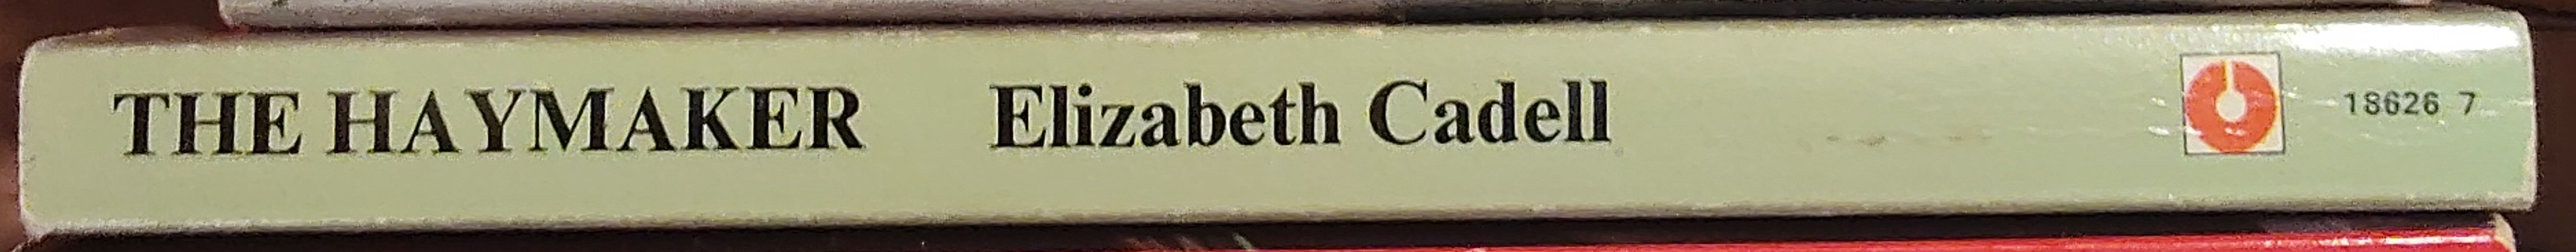 THE HAYMAKER Elizabeth Cadell 18626 7